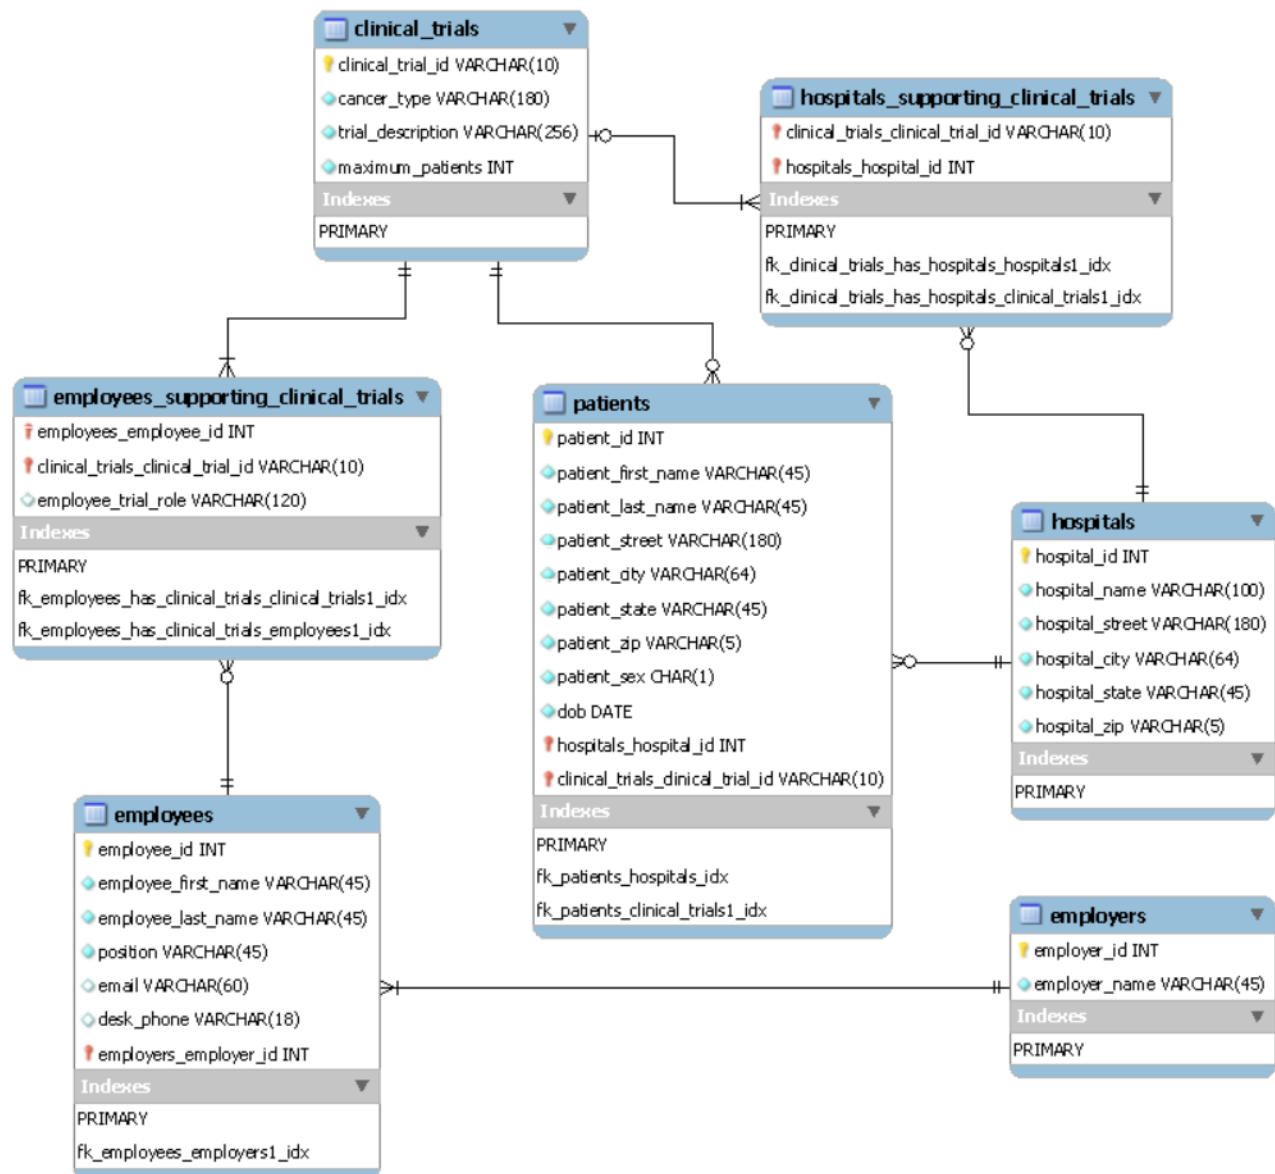 clinical_trials
clinical_trial_id VARCHAR(10)
cancer_type VARCHAR(180)
trial_description VARCHAR(256)
maximum_patients INT
Indexes
PRIMARY
hospitals_supporting_clinical_trials
clinical_trials_clinical_trial_id VARCHAR(10)
hospitals_hospital_id INT
Indexes
PRIMARY
fk_clinical_trials_has_hospitals_hospitals1_idx
fk_clinical_trials_has_hospitals_clinical_trials1_idx
employees_supporting_clinical_trials
employees_employee_id INT
clinical_trials_clinical_trial_id VARCHAR(10)
employee_trial_role VARCHAR(120)
Indexes
PRIMARY
fk_employees_has_clinical_trials_clinical_trials1_idx
fk_employees_has_clinical_trials_employees1_idx
patients
patient_id INT
patient_first_name VARCHAR(45)
patient_last_name VARCHAR(45)
patient_street VARCHAR(180)
patient_city VARCHAR(64)
patient_state VARCHAR(45)
patient_zip VARCHAR(5)
patient_sex CHAR(1)
dob DATE
hospitals_hospital_id INT
clinical_trials_clinical_trial_id VARCHAR(10)
Indexes
PRIMARY
fk_patients_hospitals_idx
fk_patients_clinical_trials1_idx
hospitals
hospital_id INT
hospital_name VARCHAR(100)
hospital_street VARCHAR(180)
hospital_city VARCHAR(64)
hospital_state VARCHAR(45)
hospital_zip VARCHAR(5)
Indexes
PRIMARY
employees
employee_id INT
employee_first_name VARCHAR(45)
employee_last_name VARCHAR(45)
position VARCHAR(45)
email VARCHAR(60)
desk_phone VARCHAR(18)
employers_employer_id INT
Indexes
PRIMARY
fk_employees_employers1_idx
employers
employer_id INT
employer_name VARCHAR(45)
Indexes
PRIMARY